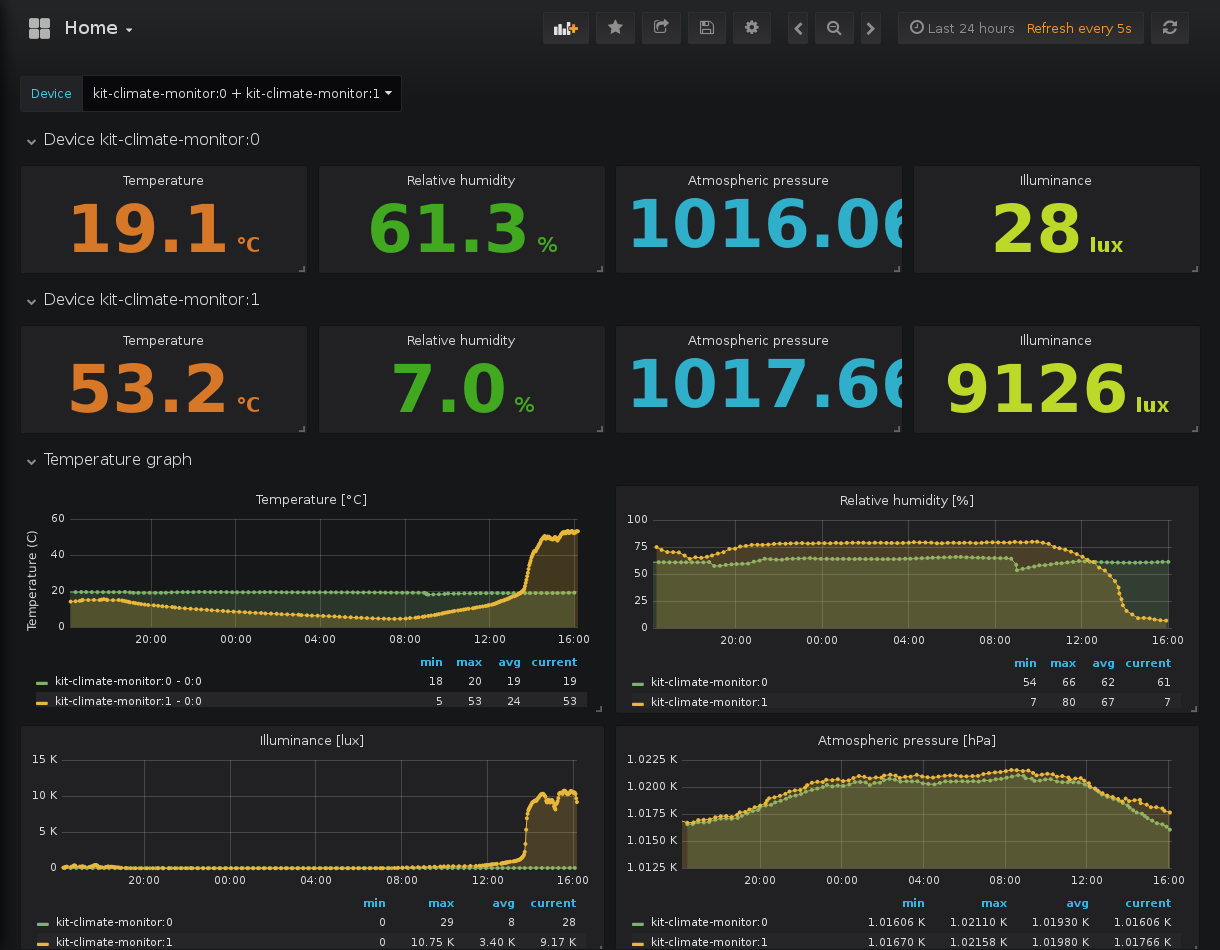 Home
Last 24 hours Refresh every 5s
Device kit-climate-monitor:0 + kit-climate-monitor:1
Device kit-climate-monitor:0
Temperature Relative humidity Atmospheric pressure Illuminance
19.1 °C 61.3 % 1016.06 28 lux
Device kit-climate-monitor:1
Temperature Relative humidity Atmospheric pressure Illuminance
53.2 °C 7.0 % 1017.66 9126 lux
Temperature graph
Temperature [°C]
Temperature (C)
60
40
20
0
20:00 00:00 04:00 08:00 12:00 16:00
min max avg current
kit-climate-monitor:0 - 0:0 18 20 19 19
kit-climate-monitor:1 - 0:0 5 53 24 53
Relative humidity [%]
100
75
50
25
0
20:00 00:00 04:00 08:00 12:00 16:00
min max avg current
kit-climate-monitor:0 54 66 62 61
kit-climate-monitor:1 7 80 67 7
Illuminance [lux]
15 K
10 K
5 K
0
20:00 00:00 04:00 08:00 12:00 16:00
min max avg current
kit-climate-monitor:0 0 29 8 28
kit-climate-monitor:1 0 10.75 K 3.40 K 9.17 K
Atmospheric pressure [hPa]
1.0225 K
1.0200 K
1.0175 K
1.0150 K
1.0125 K
20:00 00:00 04:00 08:00 12:00 16:00
min max avg current
kit-climate-monitor:0 1.01606 K 1.02110 K 1.01930 K 1.01606 K
kit-climate-monitor:1 1.01670 K 1.02158 K 1.01980 K 1.01766 K